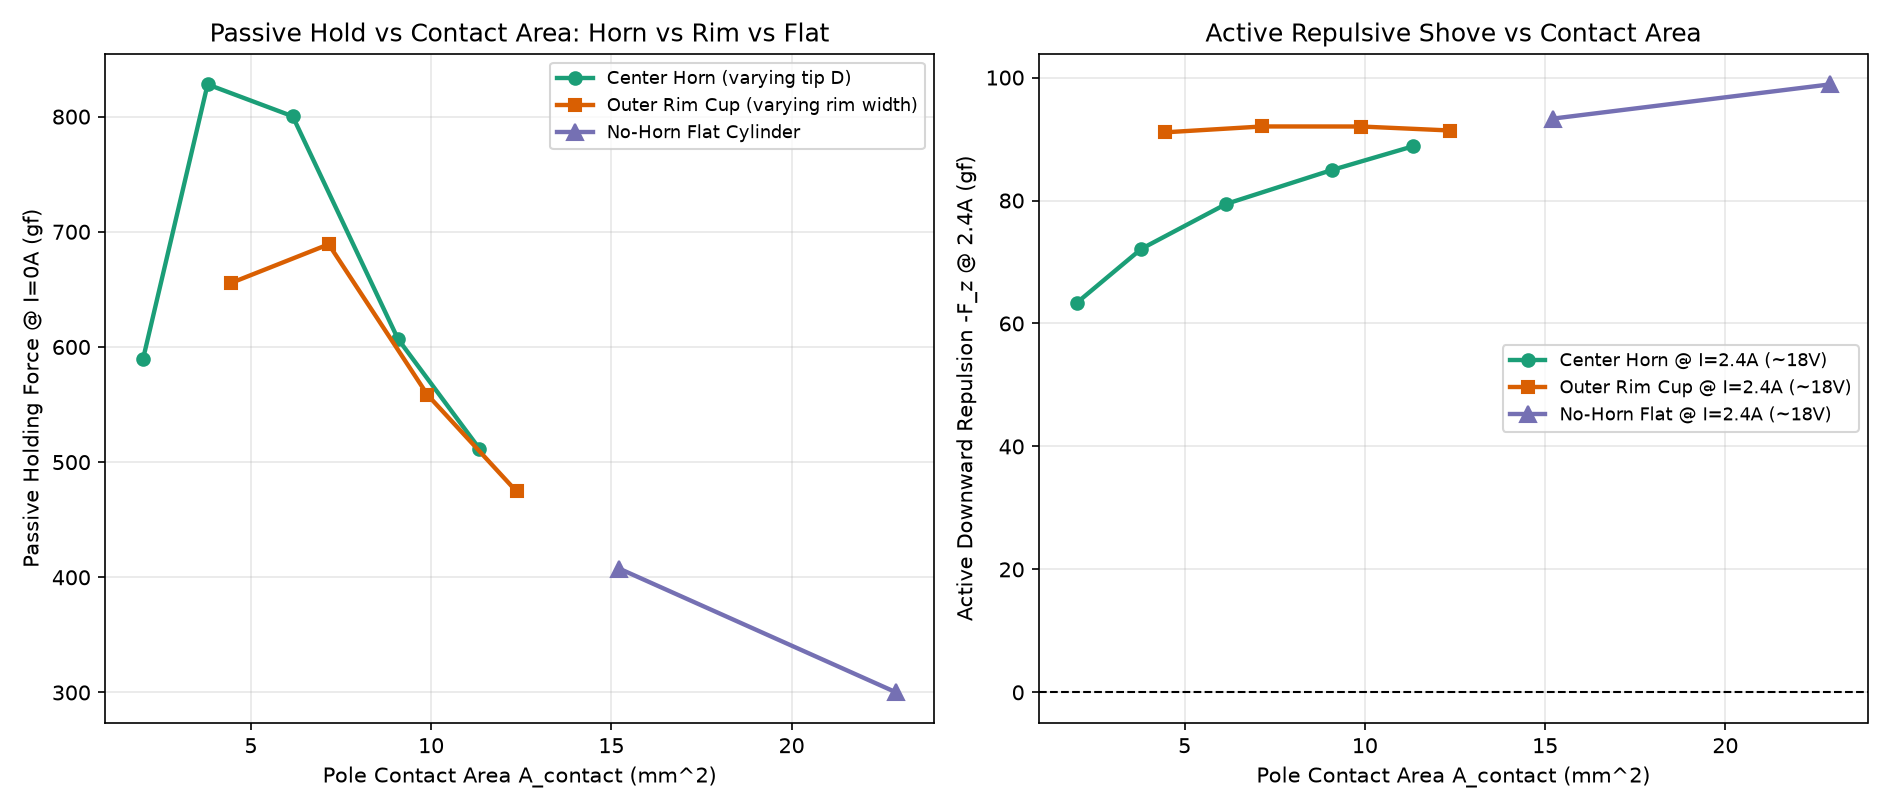 Passive Hold vs Contact Area: Horn vs Rim vs Flat
Center Horn (varying tip D)
Outer Rim Cup (varying rim width)
No-Horn Flat Cylinder
Passive Holding Force @ I=0A (gf)
800
700
600
500
400
300
5
10
15
20
Pole Contact Area A_contact (mm^2)
Active Repulsive Shove vs Contact Area
Active Downward Repulsion -F_z @ 2.4A (gf)
100
80
60
40
20
0
Center Horn @ I=2.4A (~18V)
Outer Rim Cup @ I=2.4A (~18V)
No-Horn Flat @ I=2.4A (~18V)
5
10
15
20
Pole Contact Area A_contact (mm^2)